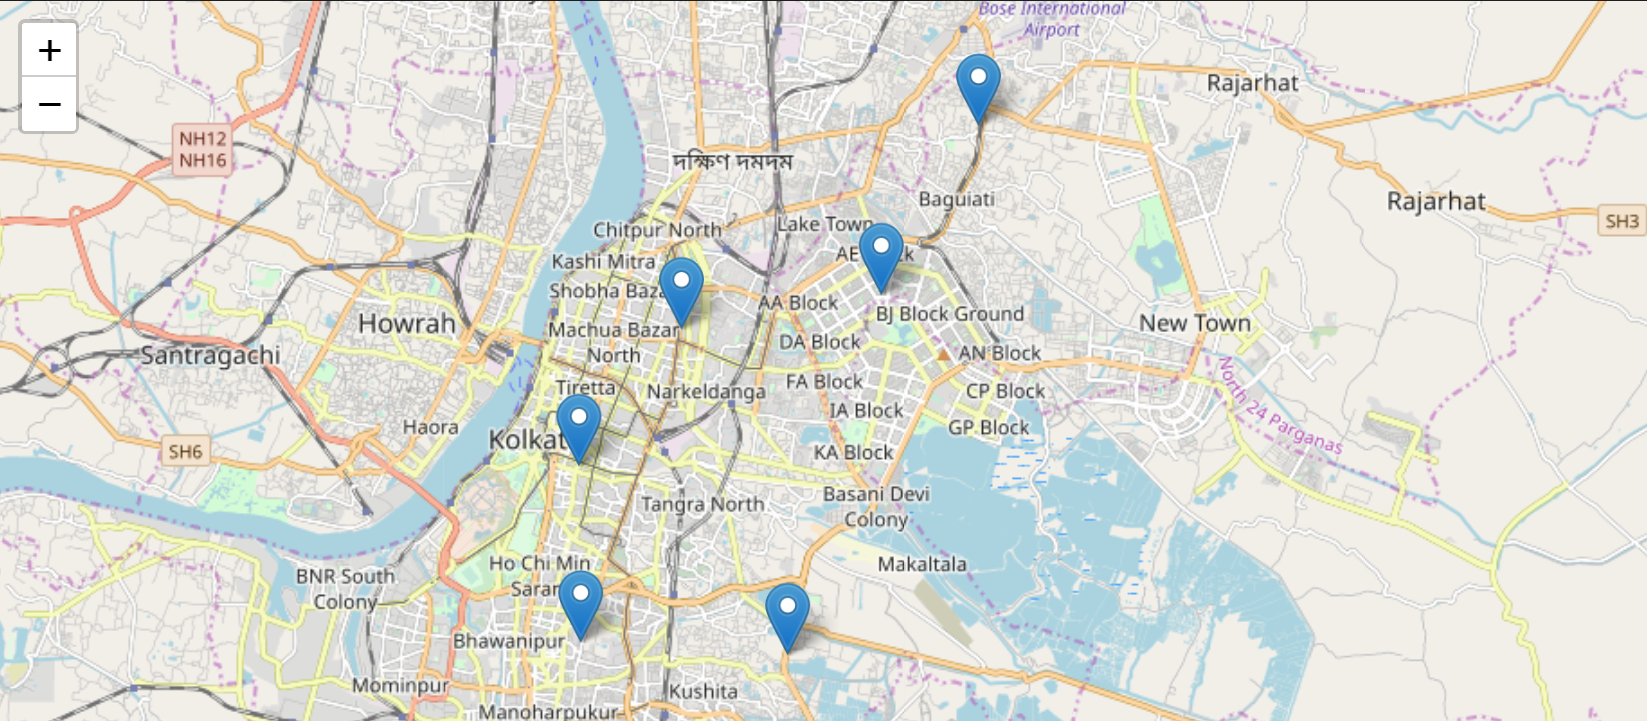 +
−
Bose International
Airport
Rajarhat
NH12
NH16
দক্ষিণ দমদম
Baguiati
Rajarhat
SH3
Lake Town
Chitpur North
Kashi Mitra
Shobha Baza
AA Block
BJ Block Ground
Howrah
Machua Bazar
New Town
DA Block
AN Block
Santragachi
North
Tiretta
Narkeldanga
FA Block
CP Block
North 24 Parganas
IA Block
Haora
GP Block
Kolkat
SH6
KA Block
Basani Devi
Colony
Tangra North
Ho Chi Min
Saran
Makaltala
BNR South
Colony
Bhawanipur
Mominpur
Kushita
Manoharpukur